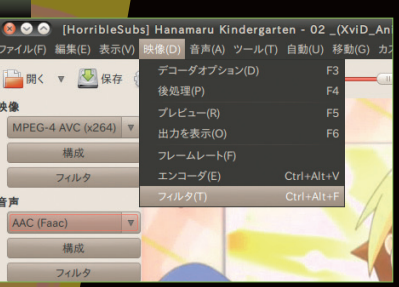 [HorribleSubs] Hanamaru Kindergarten - 02 _(XviD_An
ファイル(F) 編集(E) 表示(V) 映像(D) 音声(A) ツール(T) 自動(U) 移動(G)
開く 保存
デコーダオプション(D) F3
後処理(P) F4
プレビュー(R) F5
出力を表示(O) F6
フレームレート(F)
エンコーダ(E) Ctrl+Alt+V
フィルタ(T) Ctrl+Alt+F
映像
MPEG-4 AVC (x264)
構成
フィルタ
音声
AAC (Faac)
構成
フィルタ